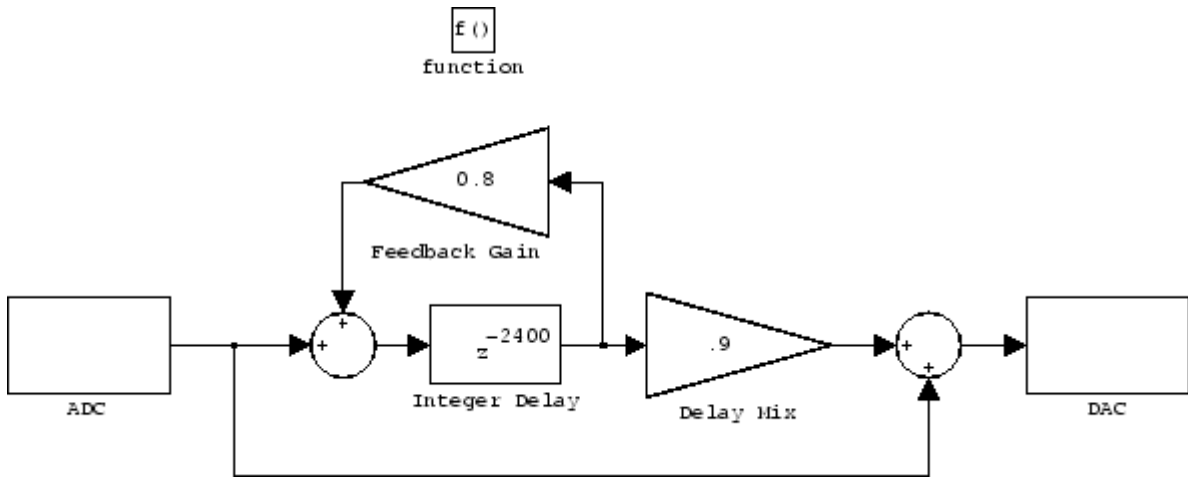 f()
function
0.8
Feedback Gain
+
+
z-2400
.9
+
+
ADC
Integer Delay
Delay Mix
DAC